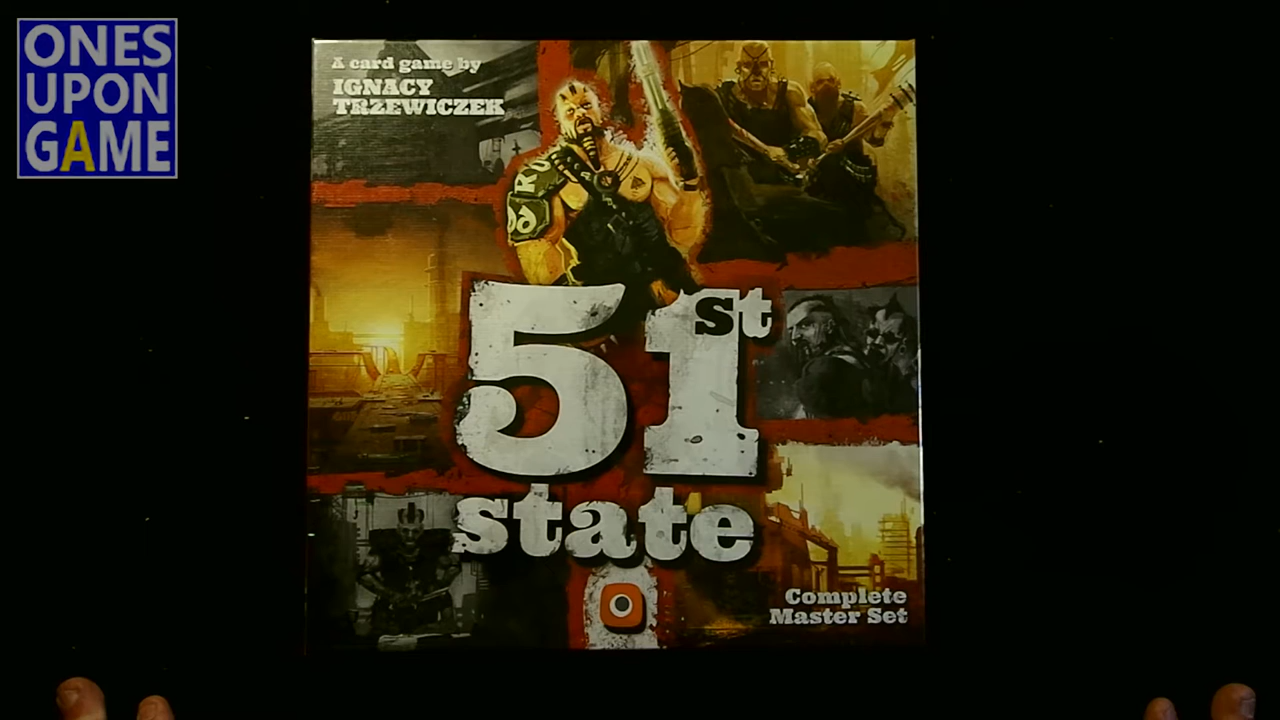 ONES
UPON
GAME
A card game by
IGNACY
TRZEWICZEK
51st
state
Complete
Master Set